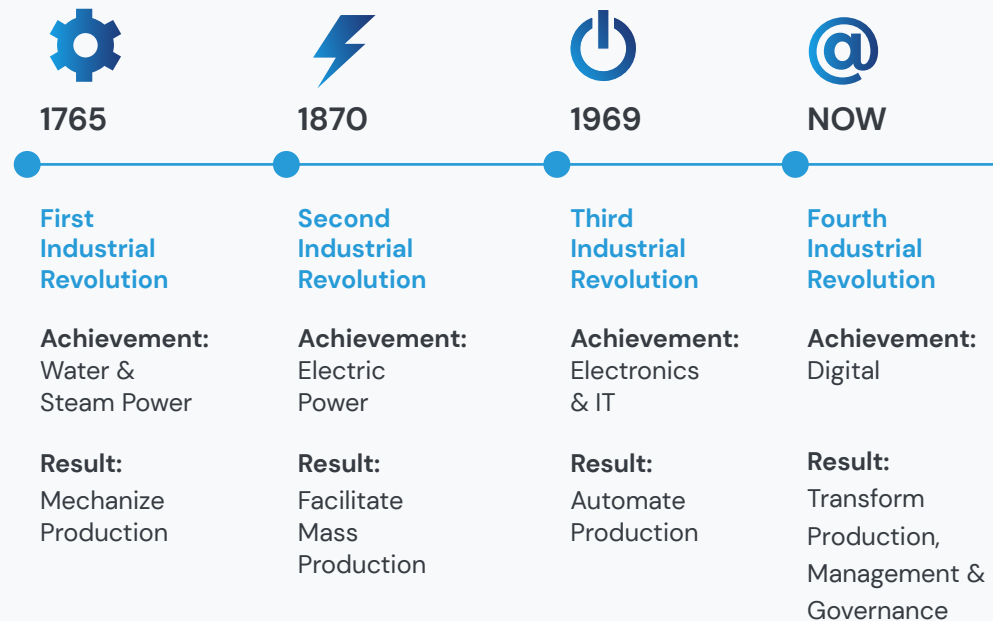 1765
First
Industrial
Revolution
Achievement:
Water &
Steam Power
Result:
Mechanize
Production
1870
Second
Industrial
Revolution
Achievement:
Electric
Power
Result:
Facilitate
Mass
Production
1969
Third
Industrial
Revolution
Achievement:
Electronics
& IT
Result:
Automate
Production
@
NOW
Fourth
Industrial
Revolution
Achievement:
Digital
Result:
Transform
Production,
Management &
Governance